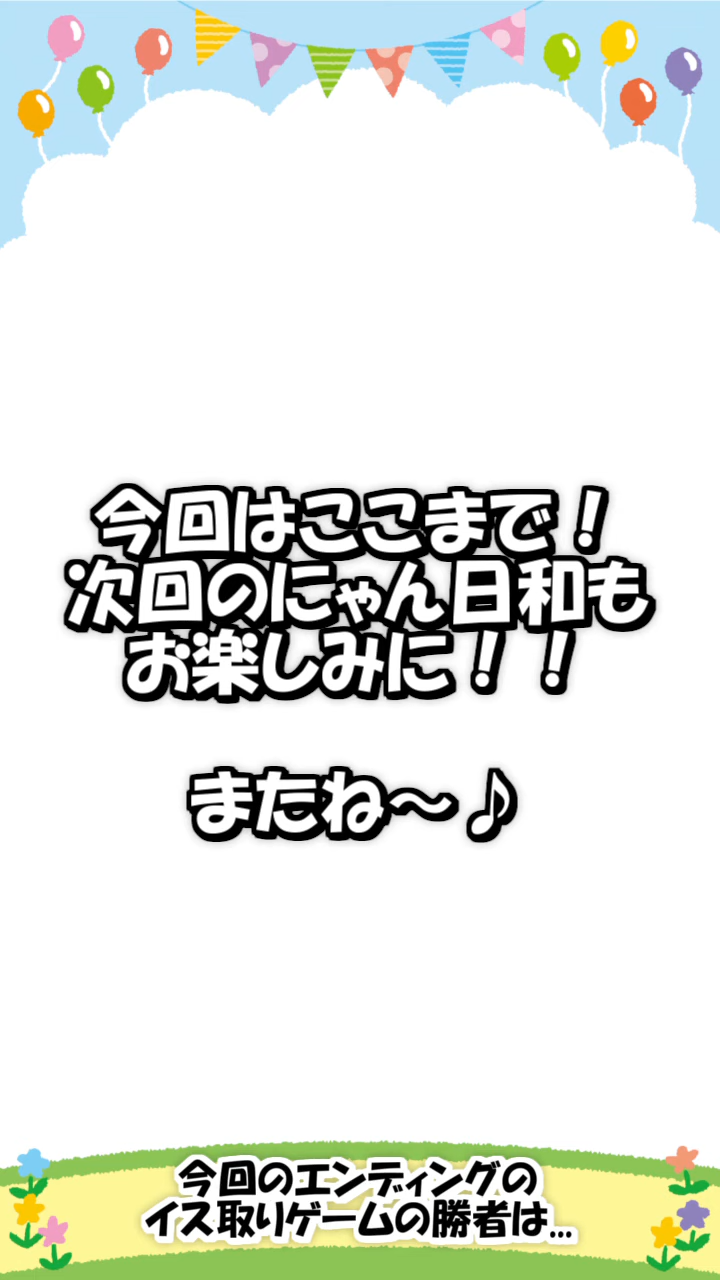 今回はここまで！
次回のにゃん日和も
お楽しみに！！
またね～♪
今回のエンディングの
イス取りゲームの勝者は...